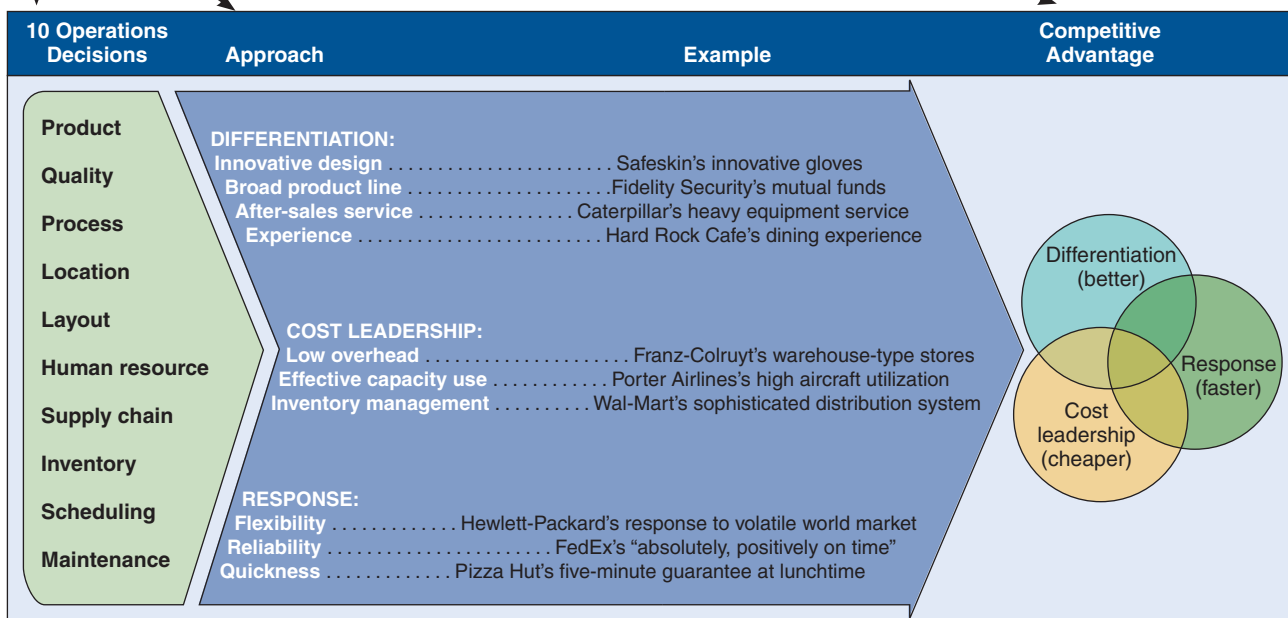 10 Operations
Decisions
Approach
Example
Competitive
Advantage
Product
Quality
Process
Location
Layout
Human resource
Supply chain
Inventory
Scheduling
Maintenance
DIFFERENTIATION:
Innovative design . . . . . . . . . . . . . . . . . . . . . . . Safeskin’s innovative gloves
Broad product line . . . . . . . . . . . . . . . . . . . . .Fidelity Security’s mutual funds
After-sales service . . . . . . . . . . . . . . . . Caterpillar’s heavy equipment service
Experience . . . . . . . . . . . . . . . . . . . . . . . . Hard Rock Cafe’s dining experience
COST LEADERSHIP:
Low overhead . . . . . . . . . . . . . . . . . . . . Franz-Colruyt’s warehouse-type stores
Effective capacity use . . . . . . . . . . . . Porter Airlines’s high aircraft utilization
Inventory management . . . . . . . . . . Wal-Mart’s sophisticated distribution system
RESPONSE:
Flexibility . . . . . . . . . . . . . Hewlett-Packard’s response to volatile world market
Reliability . . . . . . . . . . . . . . . . . . . . . . .FedEx’s “absolutely, positively on time”
Quickness . . . . . . . . . . . . . Pizza Hut’s five-minute guarantee at lunchtime
Differentiation
(better)
Response
(faster)
Cost
leadership
(cheaper)